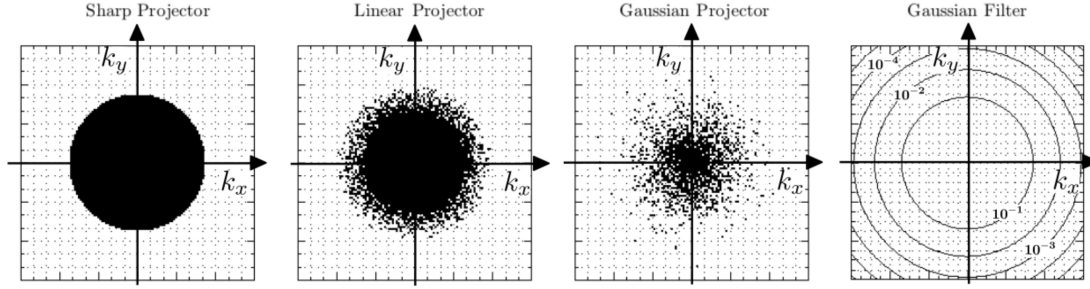 Sharp Projector
k_y
k_x
Linear Projector
k_y
k_x
Gaussian Projector
k_y
k_x
Gaussian Filter
10^{-4}
k_y
10^{-2}
k_x
10^{-1}
10^{-3}